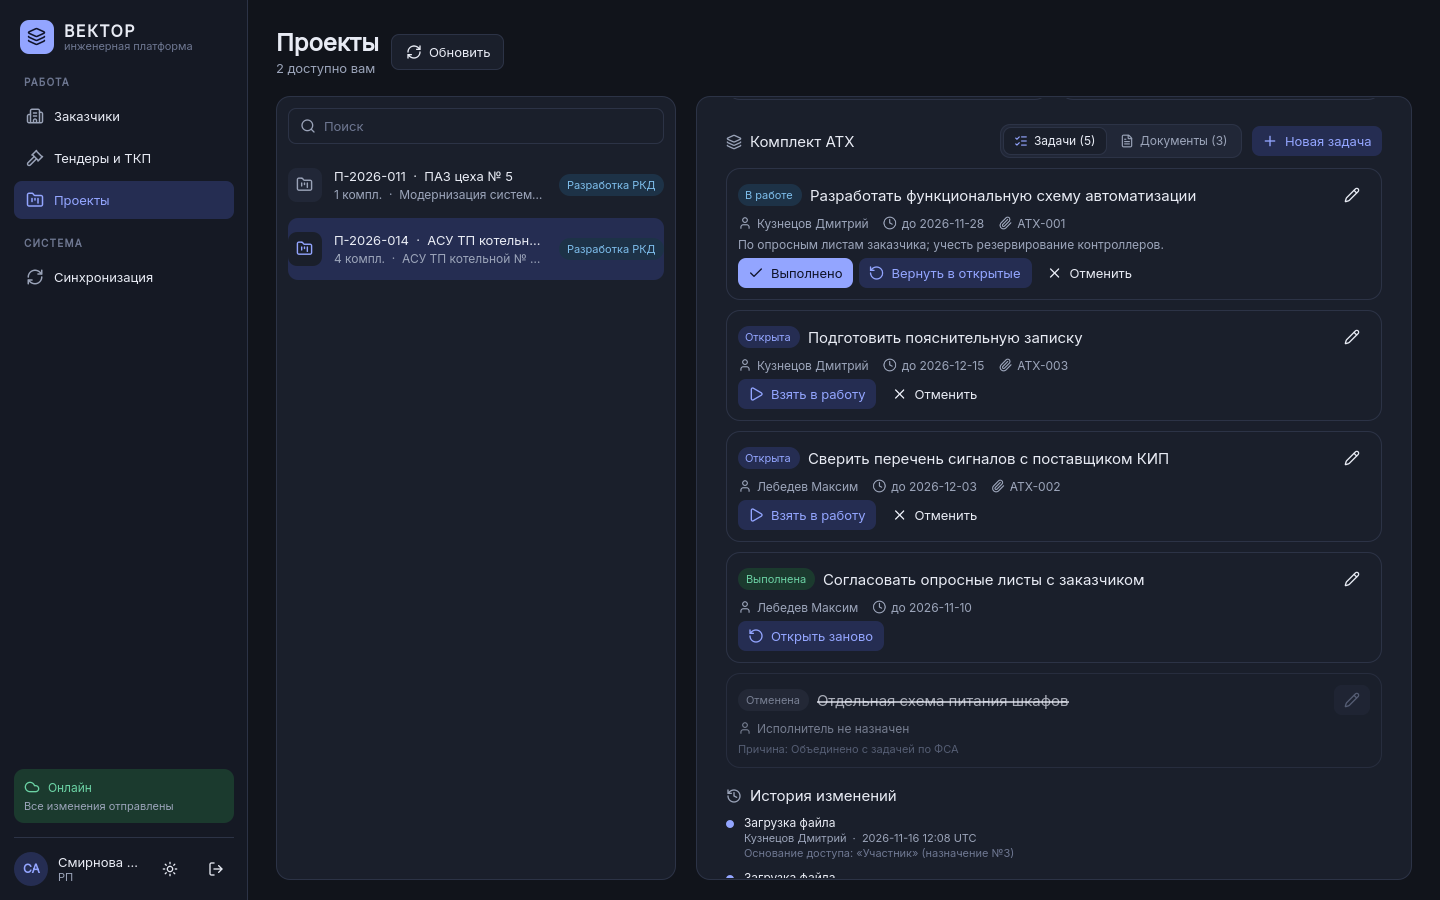 ВЕКТОР
инженерная платформа
РАБОТА
Заказчики
Тендеры и ТКП
Проекты
СИСТЕМА
Синхронизация
Онлайн
Все изменения отправлены
СА
Смирнова ...
РП
Проекты
2 доступно вам
Обновить
Поиск
П-2026-011 · ПАЗ цеха № 5
1 компл. · Модернизация систем...
Разработка РКД
П-2026-014 · АСУ ТП котельн...
4 компл. · АСУ ТП котельной № ...
Разработка РКД
Комплект АТХ
Задачи (5)
Документы (3)
Новая задача
В работе Разработать функциональную схему автоматизации
Кузнецов Дмитрий до 2026-11-28 АТХ-001
По опросным листам заказчика; учесть резервирование контроллеров.
Выполнено Вернуть в открытые Отменить
Открыта Подготовить пояснительную записку
Кузнецов Дмитрий до 2026-12-15 АТХ-003
Взять в работу Отменить
Открыта Сверить перечень сигналов с поставщиком КИП
Лебедев Максим до 2026-12-03 АТХ-002
Взять в работу Отменить
Выполнена Согласовать опросные листы с заказчиком
Лебедев Максим до 2026-11-10
Открыть заново
Отменена Отдельная схема питания шкафов
Исполнитель не назначен
Причина: Объединено с задачей по ФСА
История изменений
Загрузка файла
Кузнецов Дмитрий · 2026-11-16 12:08 UTC
Основание доступа: «Участник» (назначение №3)
Загрузка файла